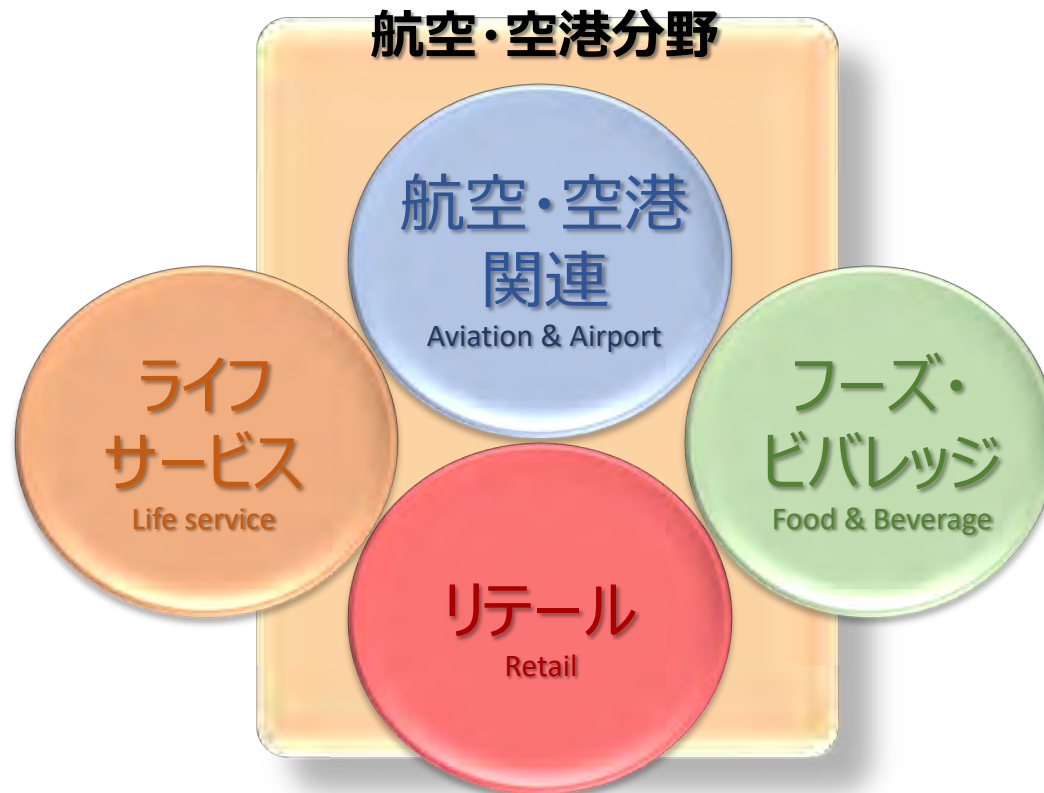 航空・空港分野
航空・空港
関連
Aviation & Airport
ライフ
サービス
Life service
フーズ・
ビバレッジ
Food & Beverage
リテール
Retail